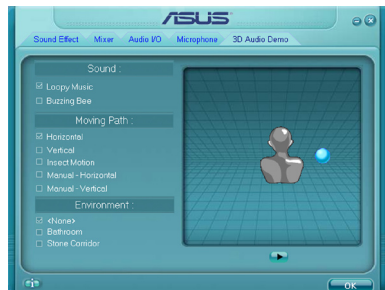 ASUS
Sound Effect Mixer Audio I/O Microphone 3D Audio Demo
Sound :
Loopy Music
Buzzing Bee
Moving Path :
Horizontal
Vertical
Insect Motion
Manual - Horizontal
Manual - Vertical
Environment :
<None>
Bathroom
Stone Corridor
OK